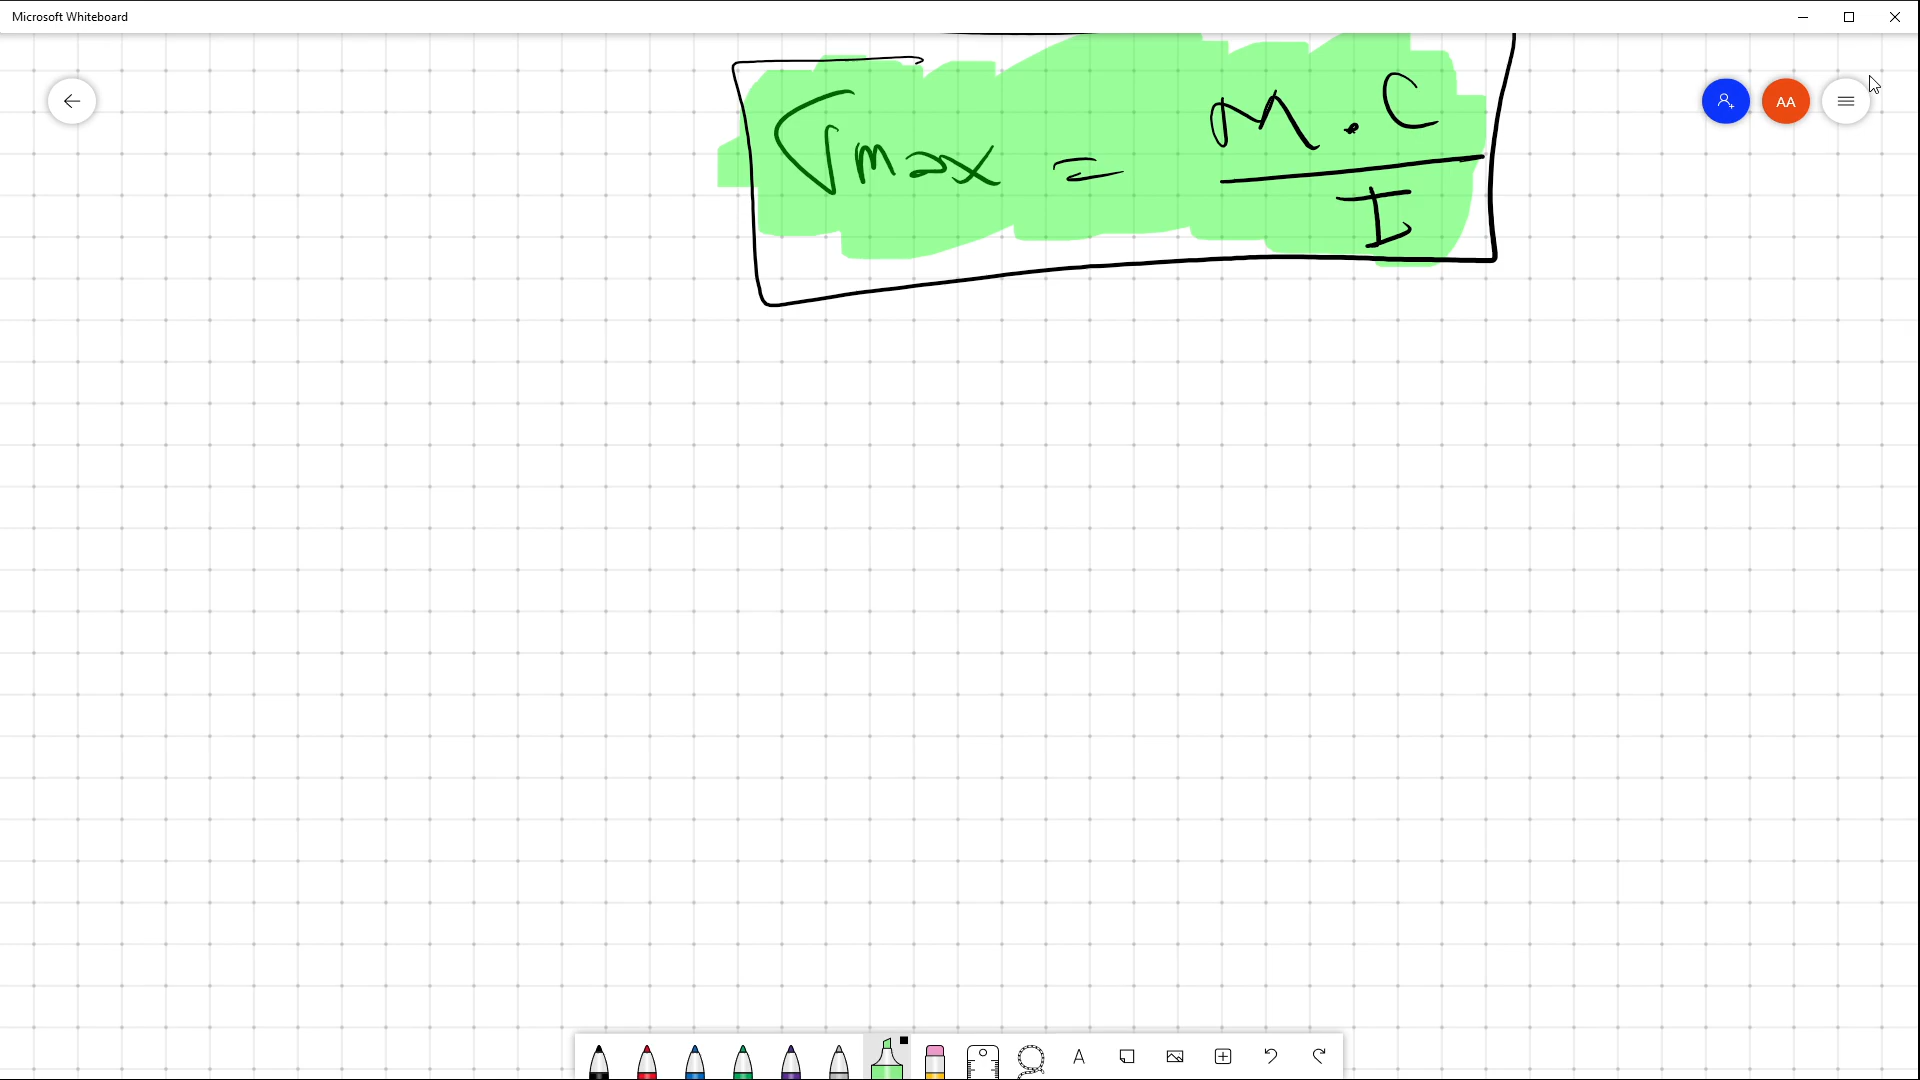 Microsoft Whiteboard
AA
σmax = M . C / I
A